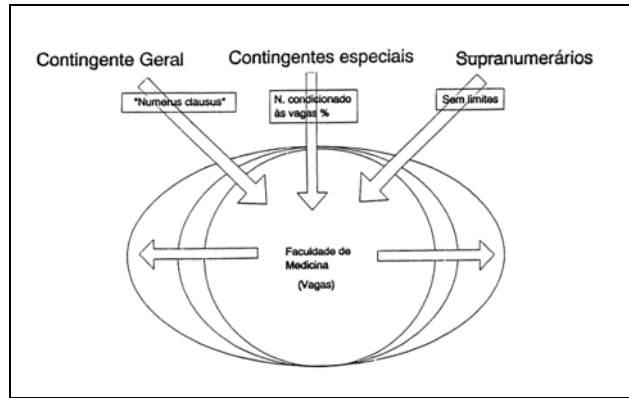 Contingente Geral
Contingentes especiais
Supranumerários
"Numerus clausus"
N. condicionado
às vagas %
Sem limites
Faculdade de
Medicina
(Vagas)